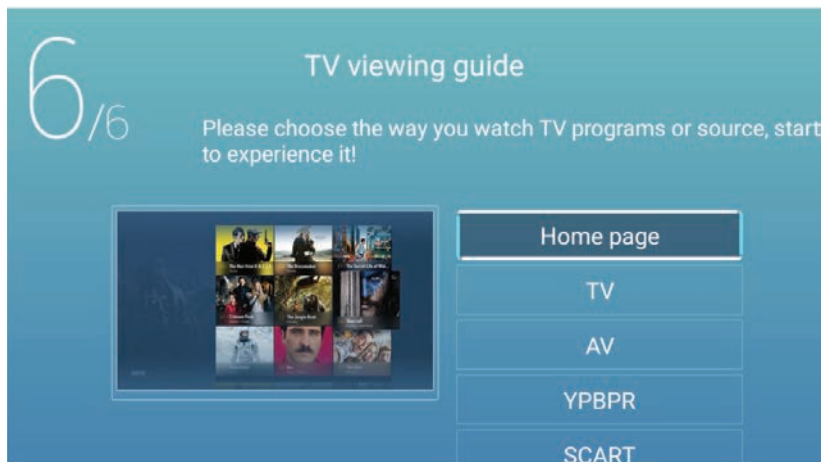 6/6
TV viewing guide
Please choose the way you watch TV programs or source, start
to experience it!
Home page
TV
AV
YPBPR
SCART